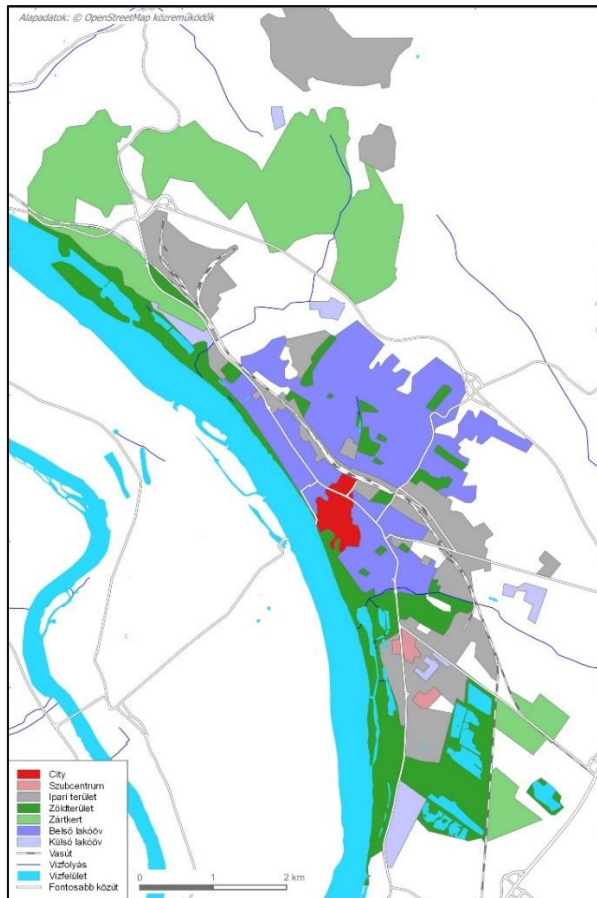 Alapadatok: © OpenStreetMap közreműködők
City
Szubcentrum
Ipari terület
Zöldterület
Zártkert
Belső lakóöv
Külső lakóöv
Vasút
Vízfolyás
Vízfelület
Fontosabb közút
0 1 2 km